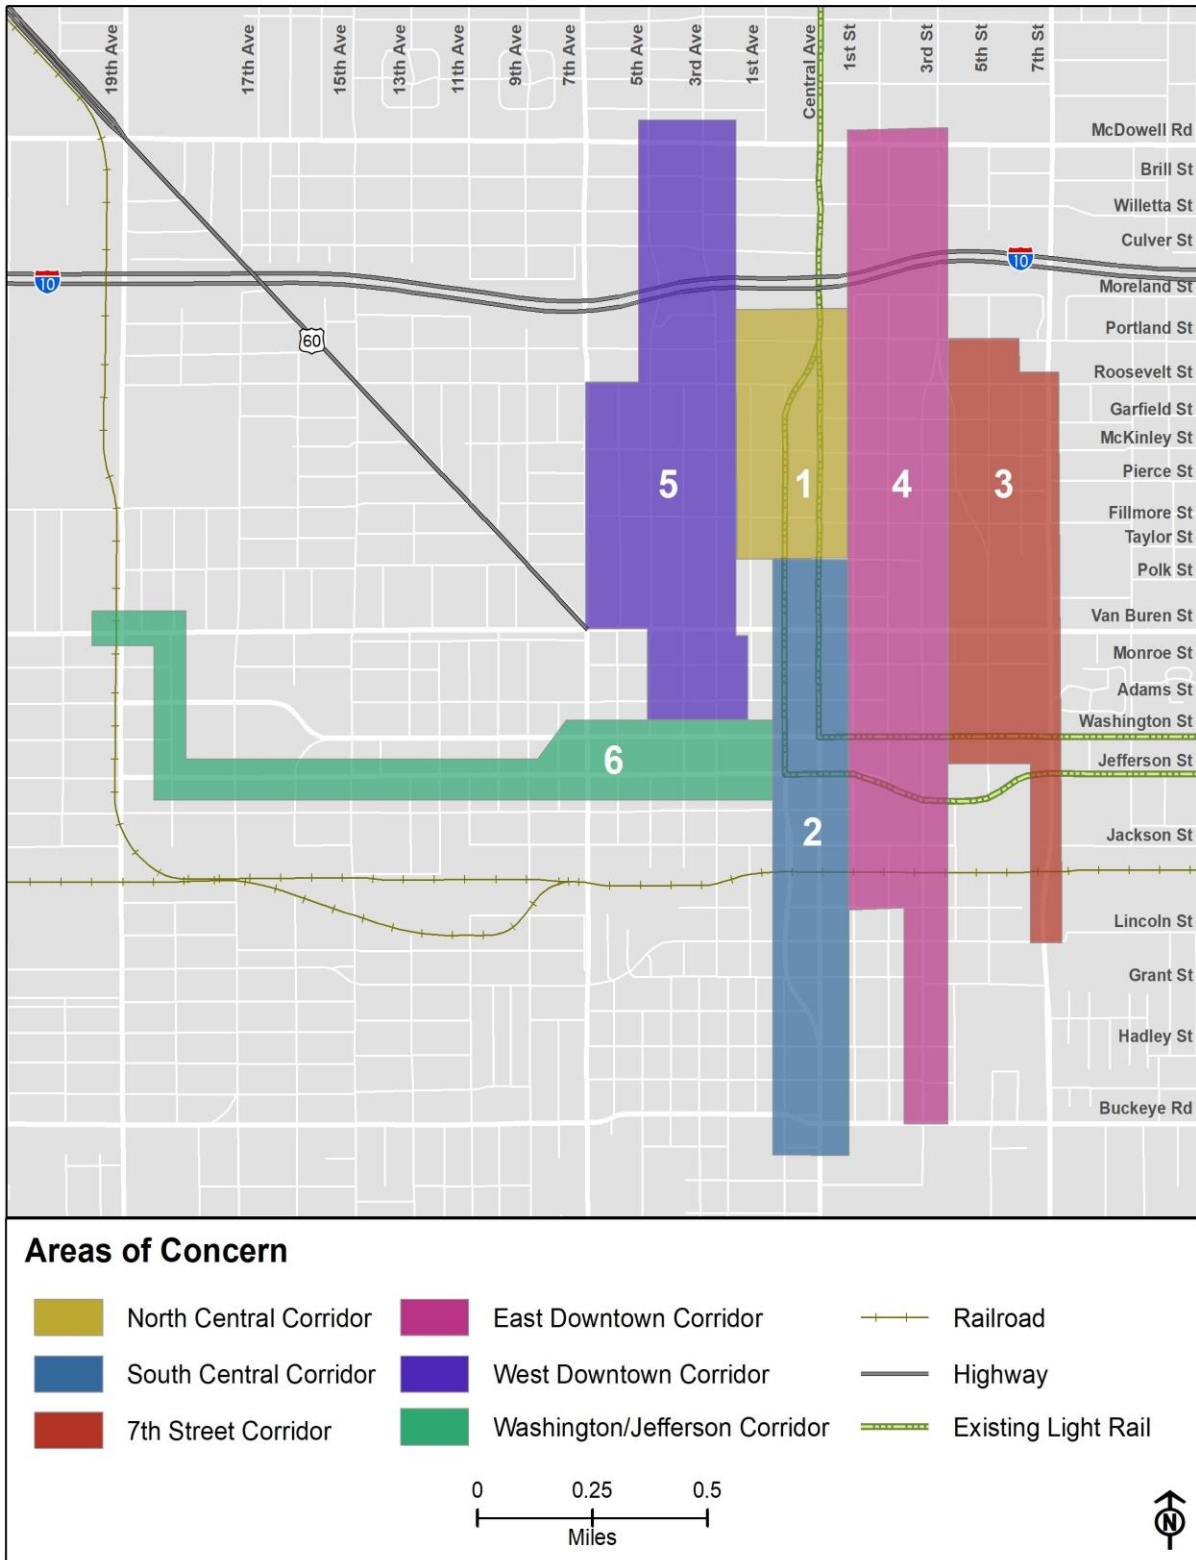 19th Ave
17th Ave
15th Ave
13th Ave
11th Ave
9th Ave
7th Ave
5th Ave
3rd Ave
1st Ave
Central Ave
1st St
3rd St
5th St
7th St
McDowell Rd
Brill St
Willetta St
Culver St
10
10
Moreland St
Portland St
60
Roosevelt St
Garfield St
McKinley St
Pierce St
5
1
4
3
Fillmore St
Taylor St
Polk St
Van Buren St
Monroe St
Adams St
Washington St
6
Jefferson St
2
Jackson St
Lincoln St
Grant St
Hadley St
Buckeye Rd
Areas of Concern
North Central Corridor
East Downtown Corridor
Railroad
South Central Corridor
West Downtown Corridor
Highway
7th Street Corridor
Washington/Jefferson Corridor
Existing Light Rail
0 0.25 0.5
Miles
N